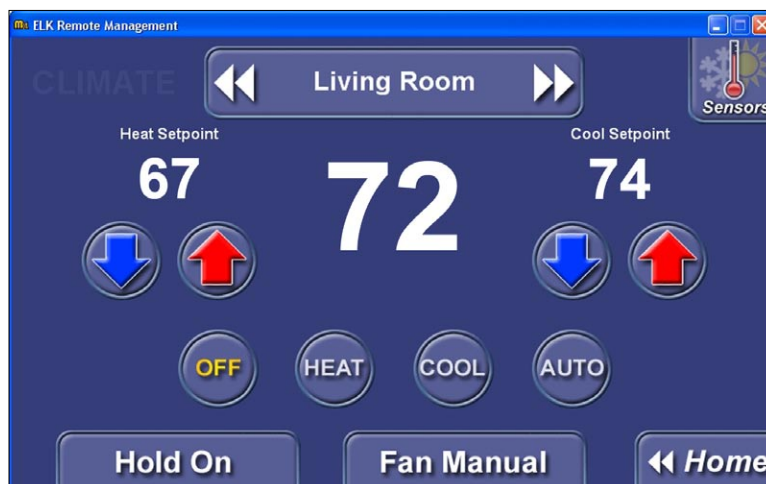 ELK Remote Management
CLIMATE
Living Room
Sensors
Heat Setpoint
Cool Setpoint
67
72
74
OFF
HEAT
COOL
AUTO
Hold On
Fan Manual
Home